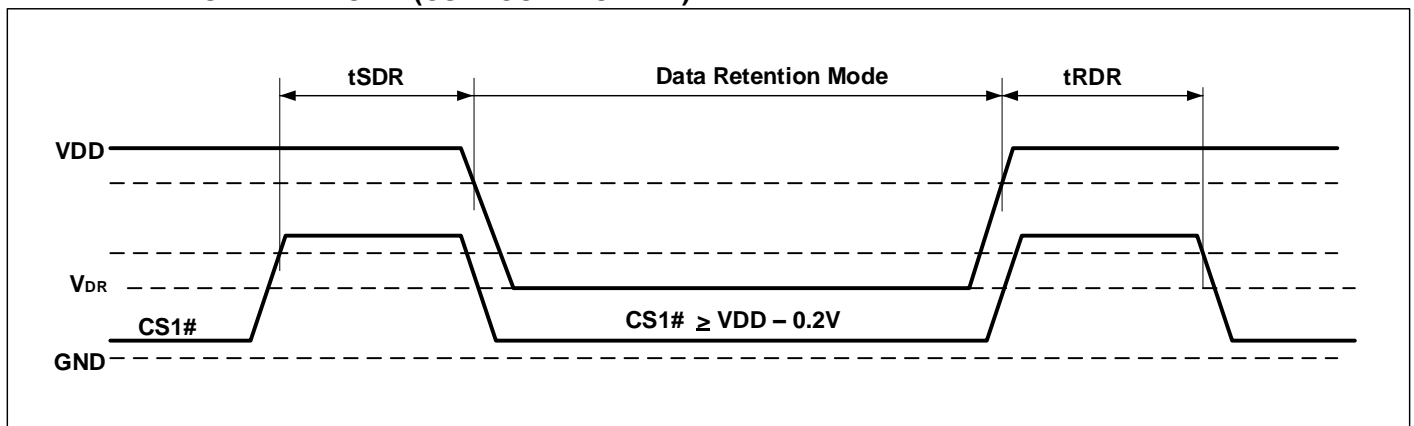 tSDR
Data Retention Mode
tRDR
VDD
VDR
CS1#
CS1# ≥ VDD – 0.2V
GND